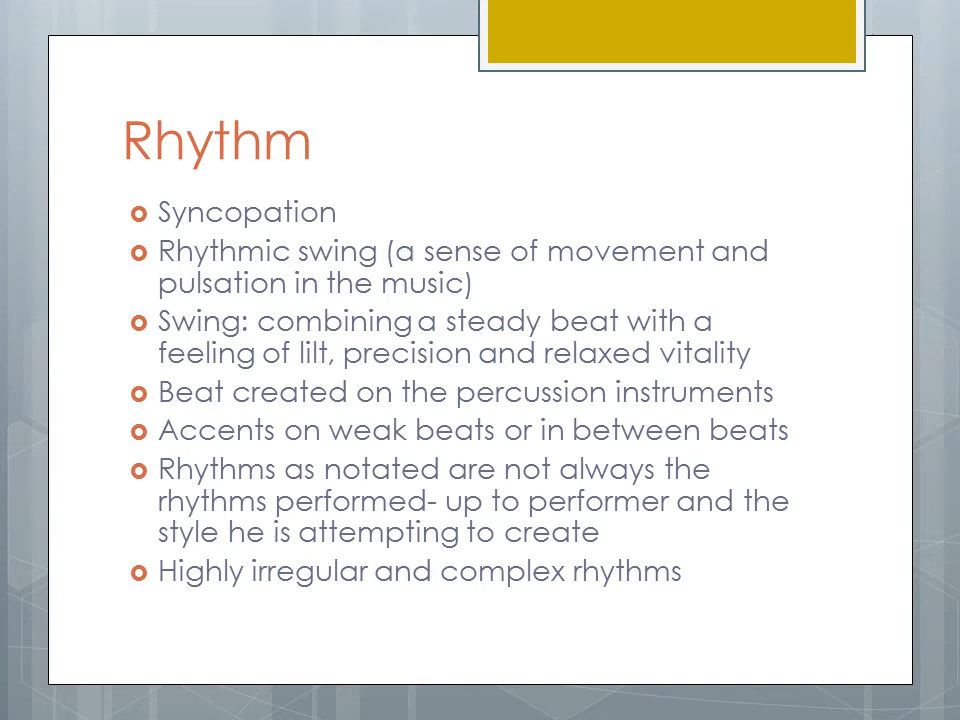 Rhythm
Syncopation
Rhythmic swing (a sense of movement and
pulsation in the music)
Swing: combining a steady beat with a
feeling of lilt, precision and relaxed vitality
Beat created on the percussion instruments
Accents on weak beats or in between beats
Rhythms as notated are not always the
rhythms performed- up to performer and the
style he is attempting to create
Highly irregular and complex rhythms